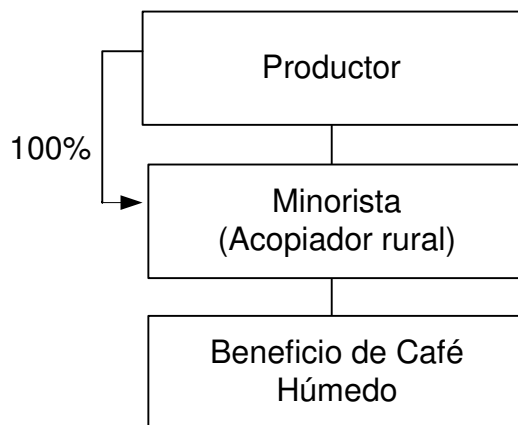 Productor
100%
Minorista
(Acopiador rural)
Beneficio de Café
Húmedo